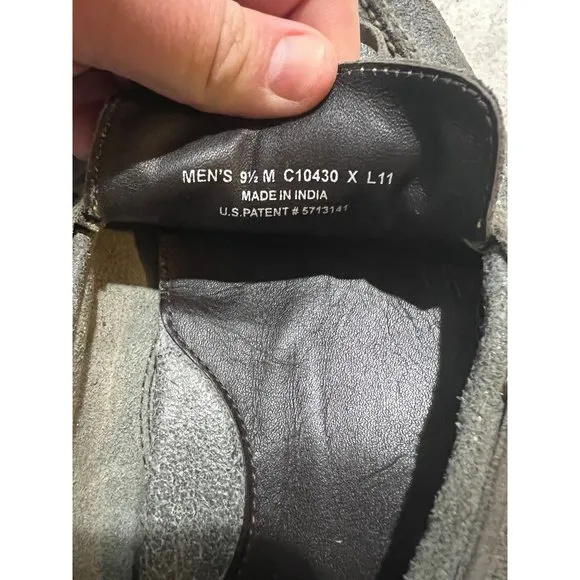 MEN'S 9½ M C10430 X L11
MADE IN INDIA
U.S.PATENT # 5713141